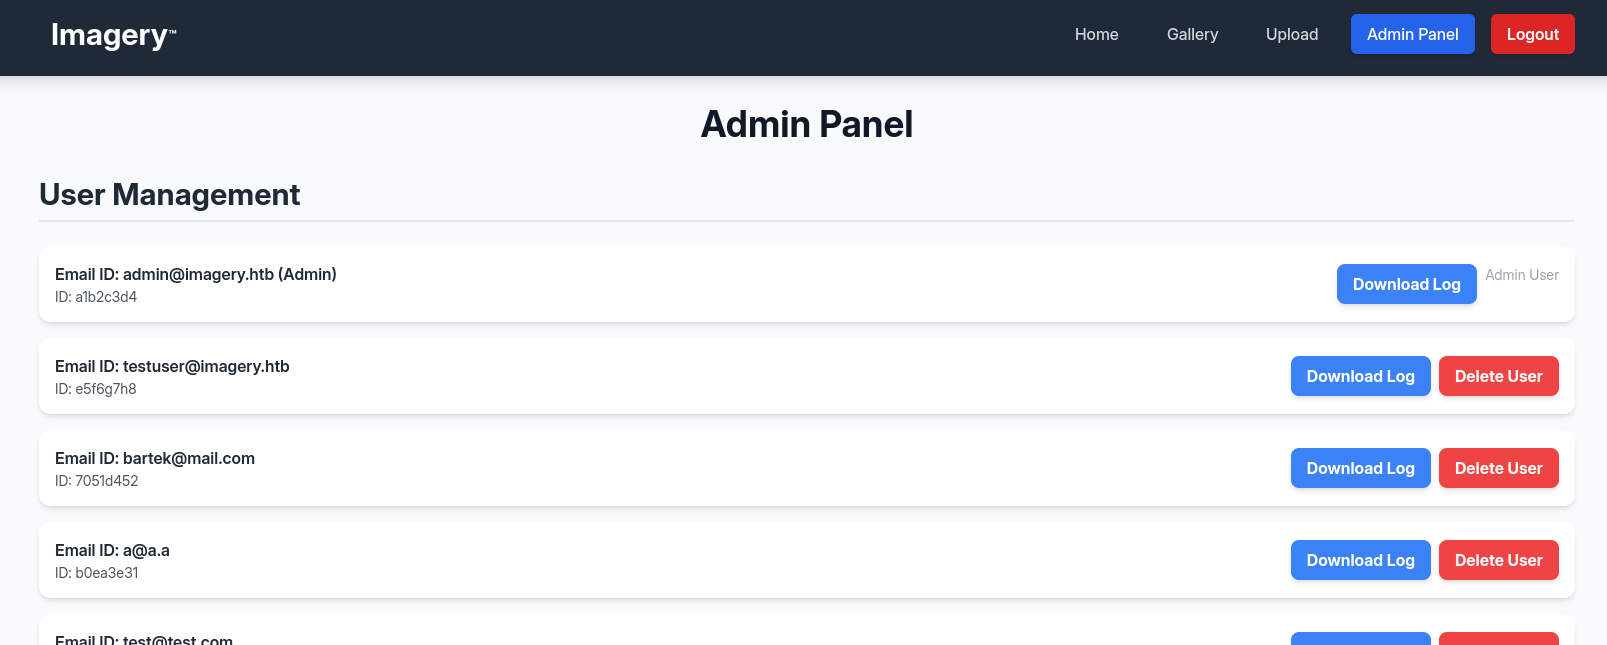 Imagery™
Home Gallery Upload Admin Panel Logout
Admin Panel
User Management
Email ID: admin@imagery.htb (Admin)
ID: a1b2c3d4
Download Log Admin User
Email ID: testuser@imagery.htb
ID: e5f6g7h8
Download Log Delete User
Email ID: bartek@mail.com
ID: 7051d452
Download Log Delete User
Email ID: a@a.a
ID: b0ea3e31
Download Log Delete User
Email ID: test@test.com